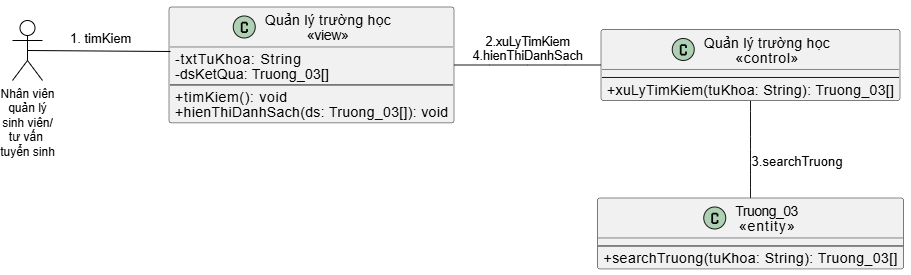 Nhân viên
quản lý
sinh viên/
tư vấn
tuyển sinh
1. timKiem
C
Quản lý trường học
«view»
-txtTuKhoa: String
-dsKetQua: Truong_03[]
+timKiem(): void
+hienThiDanhSach(ds: Truong_03[]): void
2.xuLyTimKiem
4.hienThiDanhSach
C
Quản lý trường học
«control»
+xuLyTimKiem(tuKhoa: String): Truong_03[]
3.searchTruong
C
Truong_03
«entity»
+searchTruong(tuKhoa: String): Truong_03[]